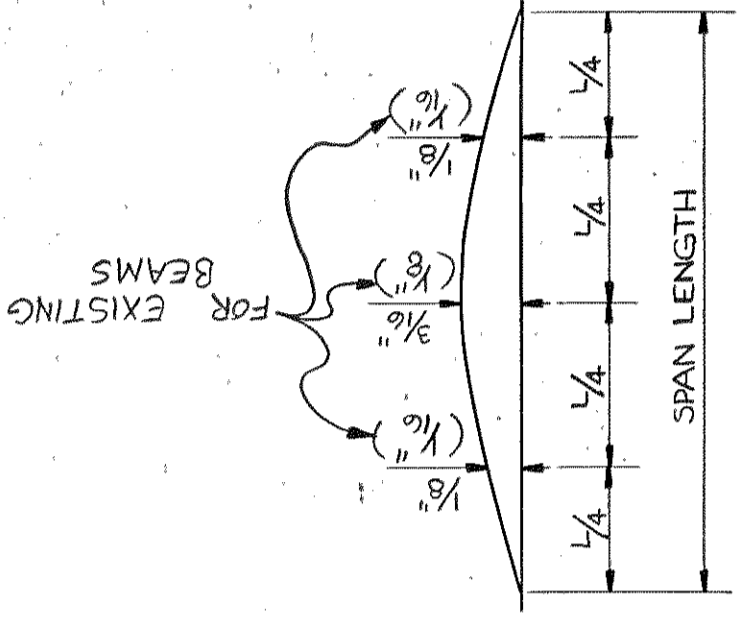 FOR EXISTING
BEAMS
1/8"
(1/16")
3/16"
(1/8")
1/8"
(1/16")
L/4
L/4
L/4
L/4
SPAN LENGTH